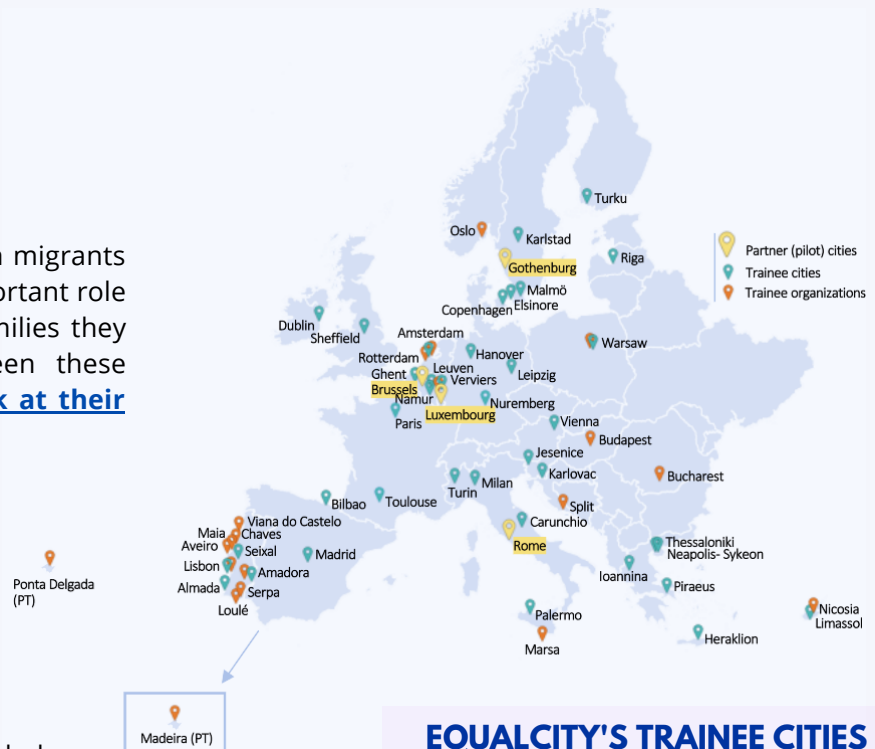 migrants
ortant role
nilies they
een these
k at their
Turku
Oslo
Karlstad
Riga
Gothenburg
Partner (pilot) cities
Trainee cities
Trainee organizations
Malmö
Elsinore
Copenhagen
Dublin
Sheffield
Amsterdam
Rotterdam
Hanover
Warsaw
Leuven
Ghent
Verviers
Leipzig
Brussels
Namur
Luxembourg
Nuremberg
Paris
Vienna
Budapest
Jesenice
Karlovac
Bucharest
Turin
Milan
Bilbao
Toulouse
Split
Carunchio
Rome
Viana do Castelo
Maia
Chaves
Aveiro
Seixal
Madrid
Lisbon
Amadora
Almada
Serpa
Loulé
Ponta Delgada
(PT)
Thessaloniki
Neapolis- Sykeon
Ioannina
Piraeus
Palermo
Marsa
Heraklion
Nicosia
Limassol
Madeira (PT)
EQUALCITY'S TRAINEE CITIES